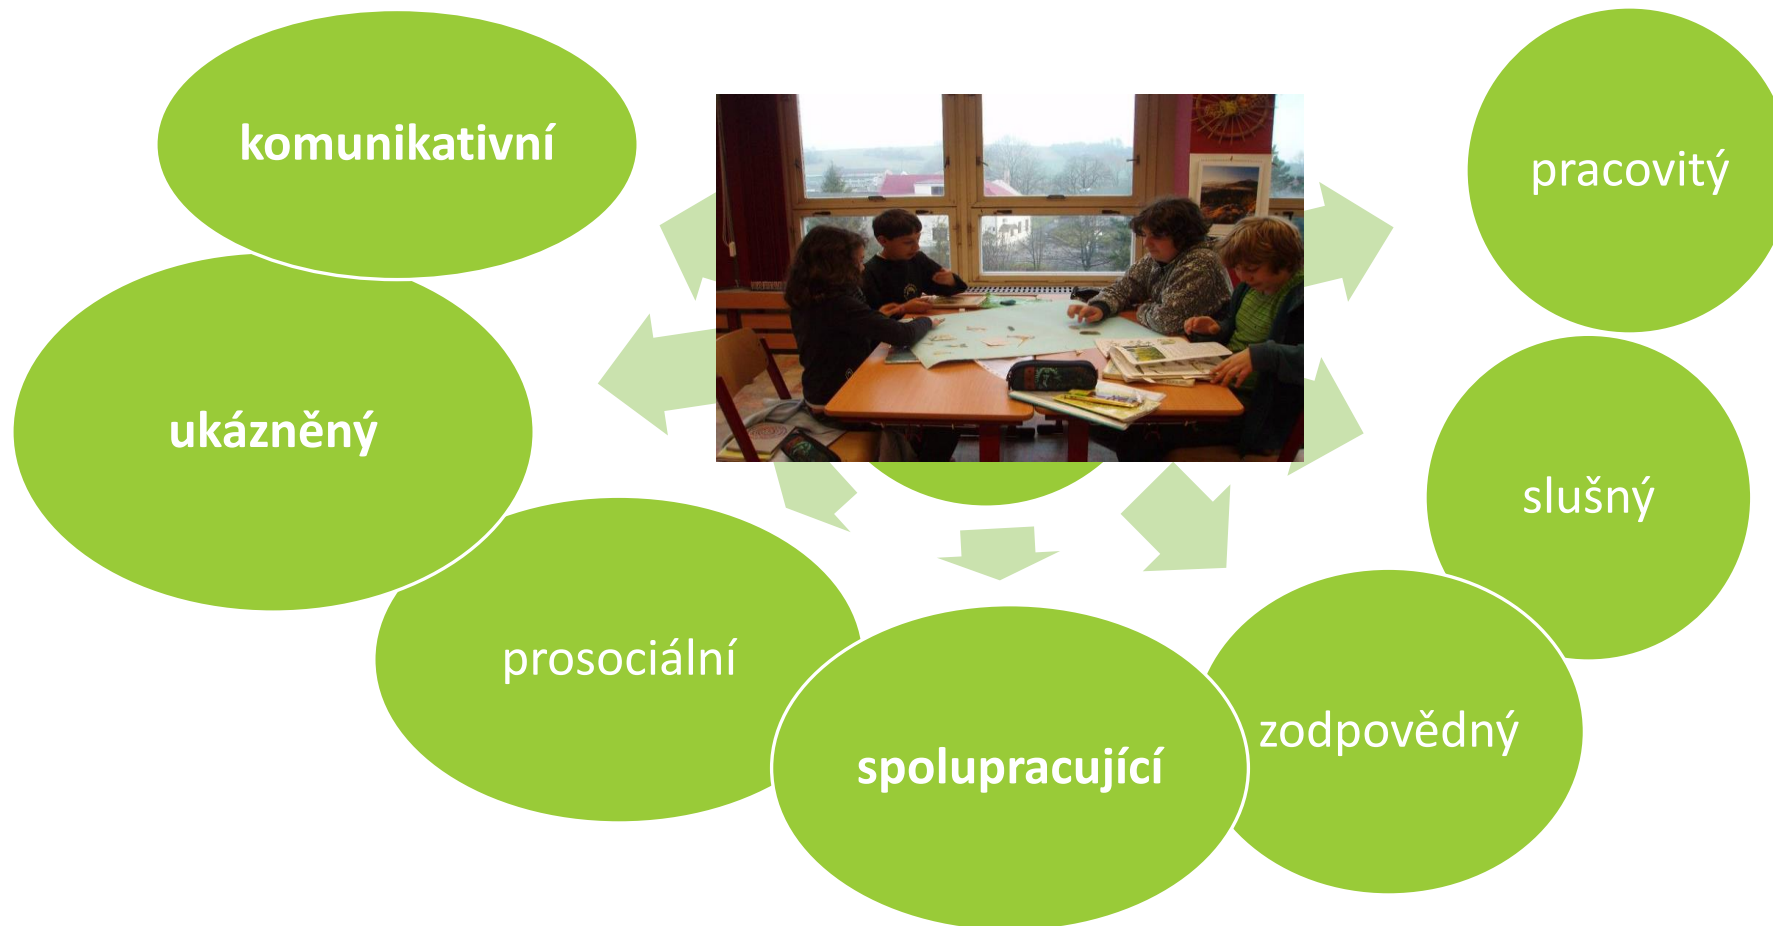 komunikativní
pracovitý
ukázněný
slušný
prosociální
zodpovědný
spolupracující